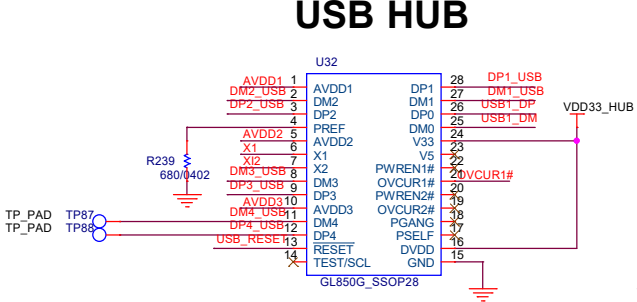 USB HUB
U32
AVDD1 1 AVDD1 DP1 28 DP1_USB
DM2_USB 2 DM2 DM1 27 DM1_USB
DP2_USB 3 DP2 DP0 26 USB1_DP
4 PREF DM0 25 USB1_DM
VDD33_HUB
AVDD2 5 AVDD2 V33 24
X1 6 X1 V5 23
XI2 7 X2 PWREN1# 22
R239
680/0402
DM3_USB 8 DM3 OVCUR1# 21 OVCUR1#
DP3_USB 9 DP3 PWREN2# 20
AVDD3 10 AVDD3 OVCUR2# 19
TP_PAD TP87 DM4_USB 11 DM4 PGANG 18
TP_PAD TP88 DP4_USB 12 DP4 PSELF 17
USB_RESET 13 RESET DVDD 16
14 TEST/SCL GND 15
GL850G_SSOP28